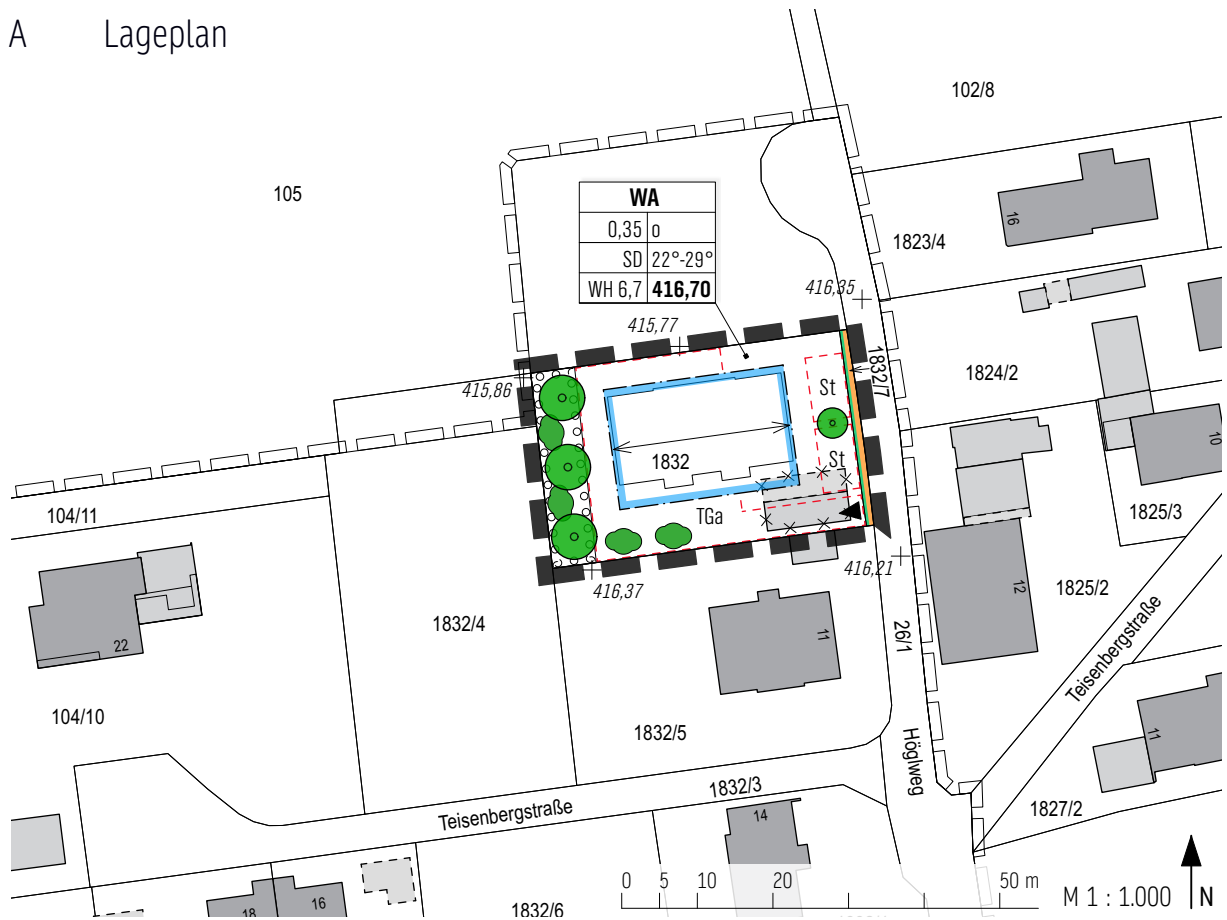 A Lageplan
102/8
105
WA
0,35 o
SD 22°-29°
WH 6,7 416,70
16
1823/4
416,35
415,77
1832/7
415,86
St
1824/2
10
1832
St
104/11
TGa
1825/3
416,21
416,37
12
1825/2
1832/4
11
26/1
22
Teisenbergstraße
104/10
1832/5
11
Höglweg
1832/3
Teisenbergstraße
14
1827/2
0 5 10 20 50 m
M 1 : 1.000 N
18 16
1832/6